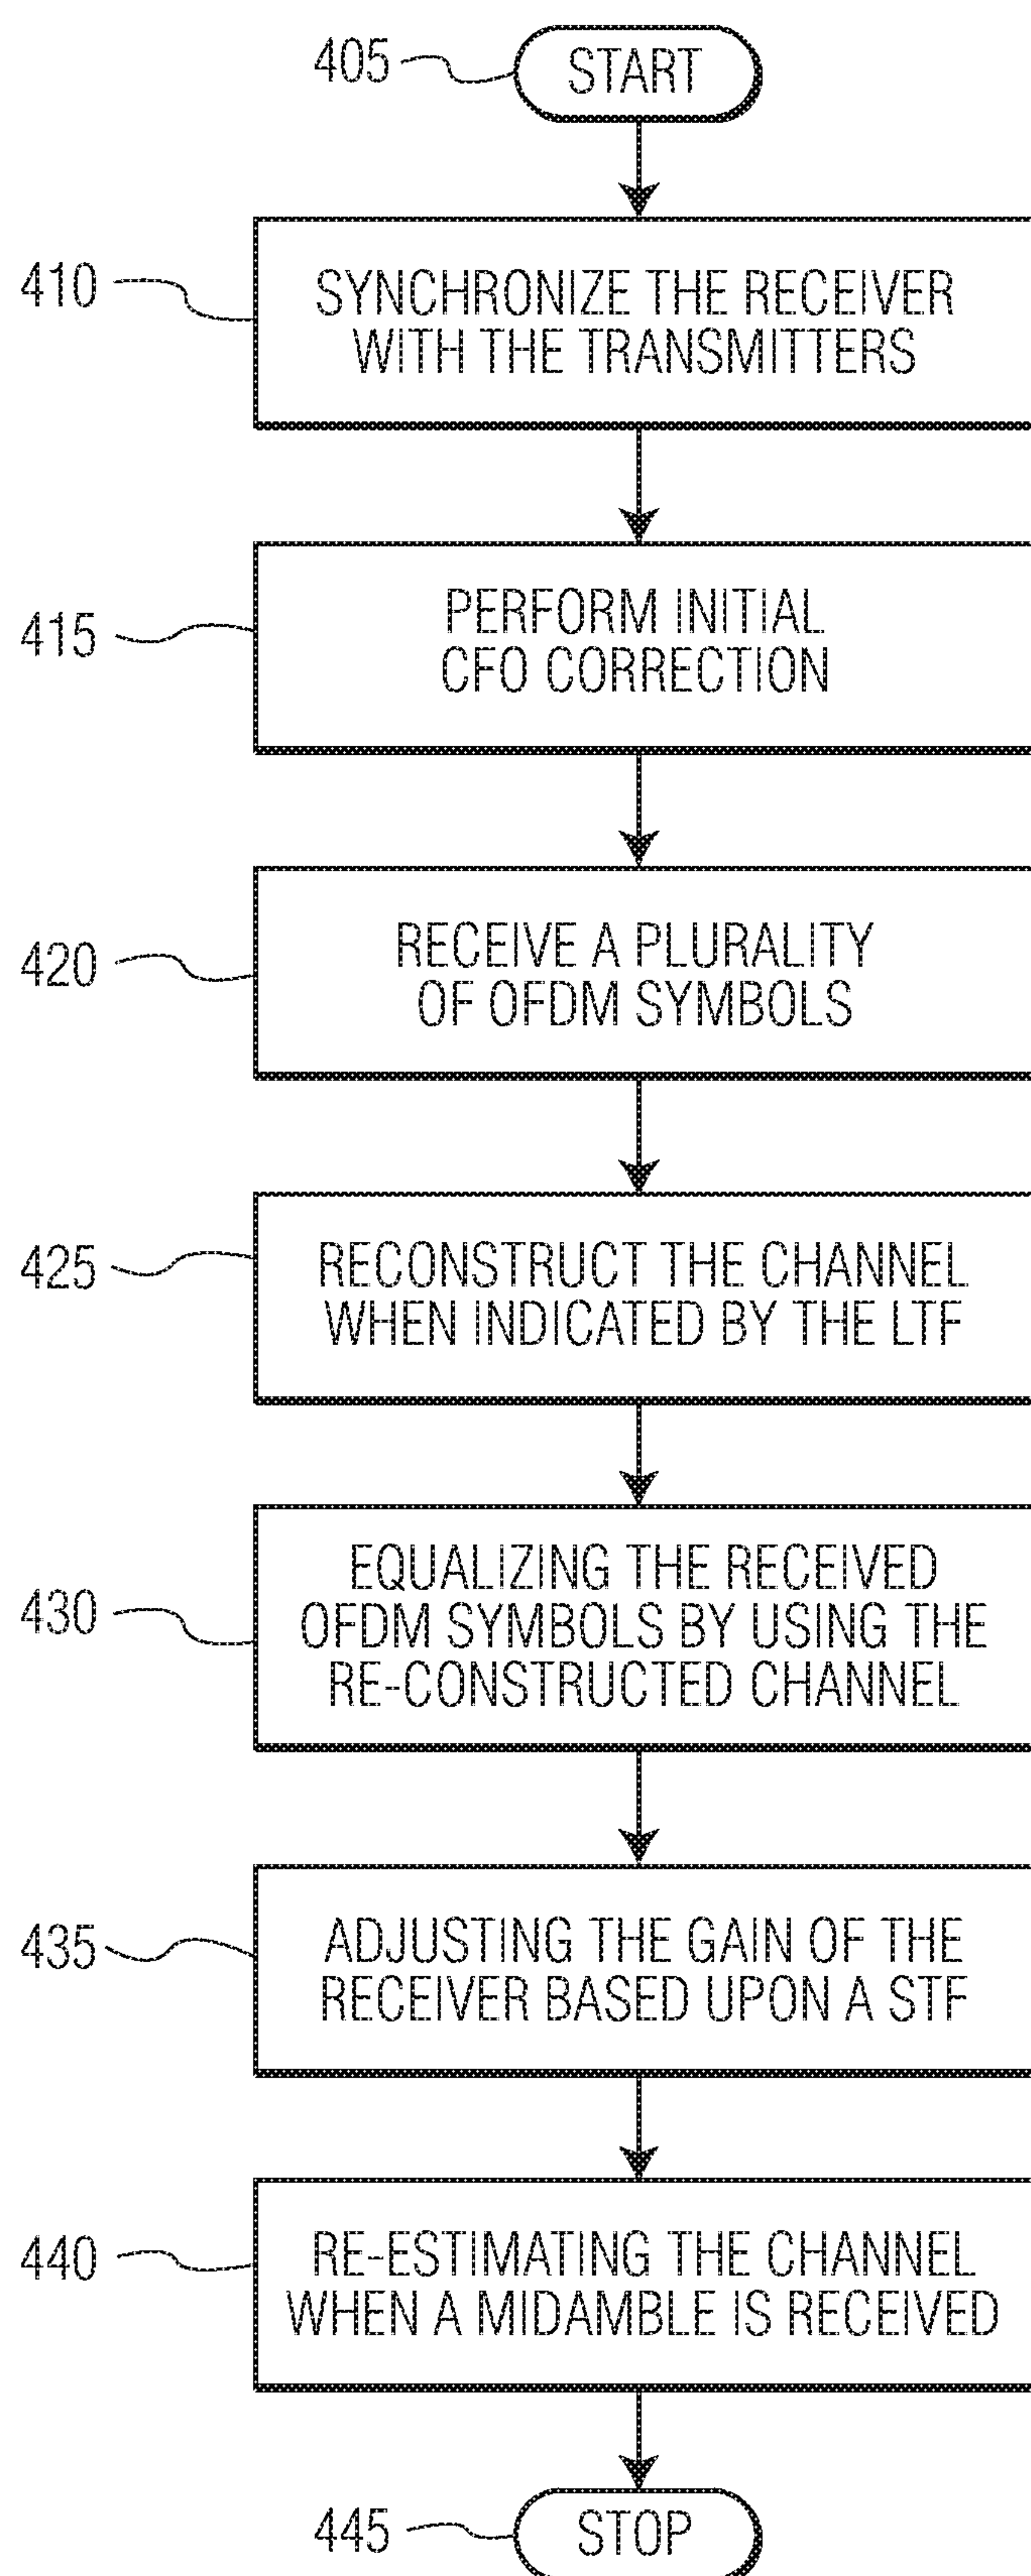 405
START
410
SYNCHRONIZE THE RECEIVER
WITH THE TRANSMITTERS
415
PERFORM INITIAL
CFO CORRECTION
420
RECEIVE A PLURALITY
OF OFDM SYMBOLS
425
RECONSTRUCT THE CHANNEL
WHEN INDICATED BY THE LTF
430
EQUALIZING THE RECEIVED
OFDM SYMBOLS BY USING THE
RE-CONSTRUCTED CHANNEL
435
ADJUSTING THE GAIN OF THE
RECEIVER BASED UPON A STF
440
RE-ESTIMATING THE CHANNEL
WHEN A MIDAMBLE IS RECEIVED
445
STOP